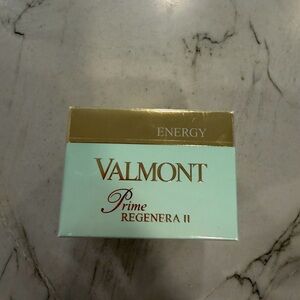 ENERGY
VALMONT
Prime
REGENERA II